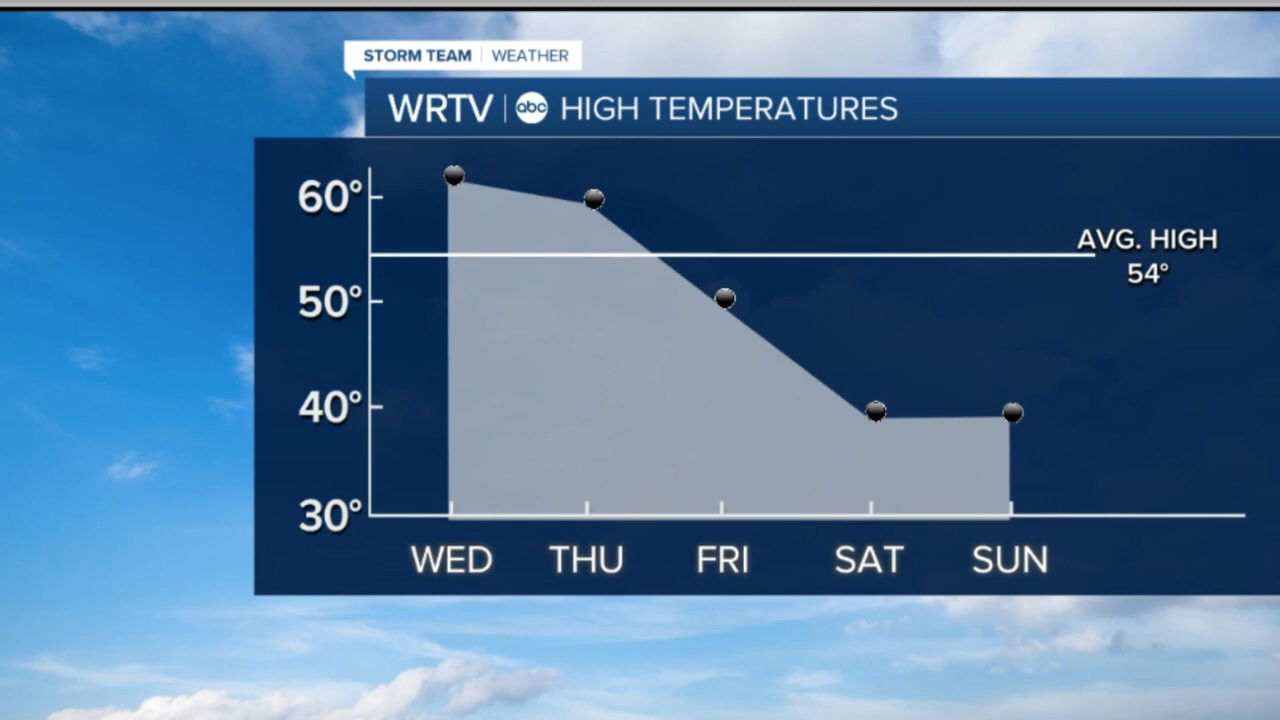 STORM TEAM | WEATHER
WRTV | abc HIGH TEMPERATURES
60°
AVG. HIGH
54°
50°
40°
30°
WED THU FRI SAT SUN